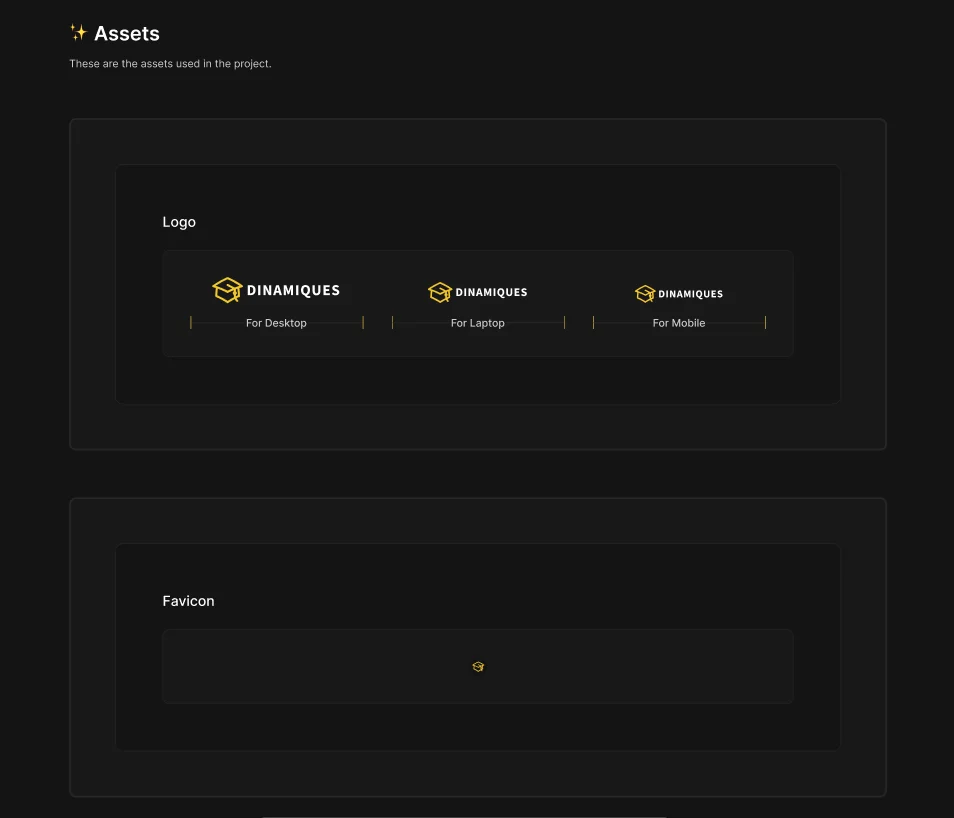 ✨ Assets
These are the assets used in the project.
Logo
DINAMIQUES DINAMIQUES DINAMIQUES
For Desktop For Laptop For Mobile
Favicon